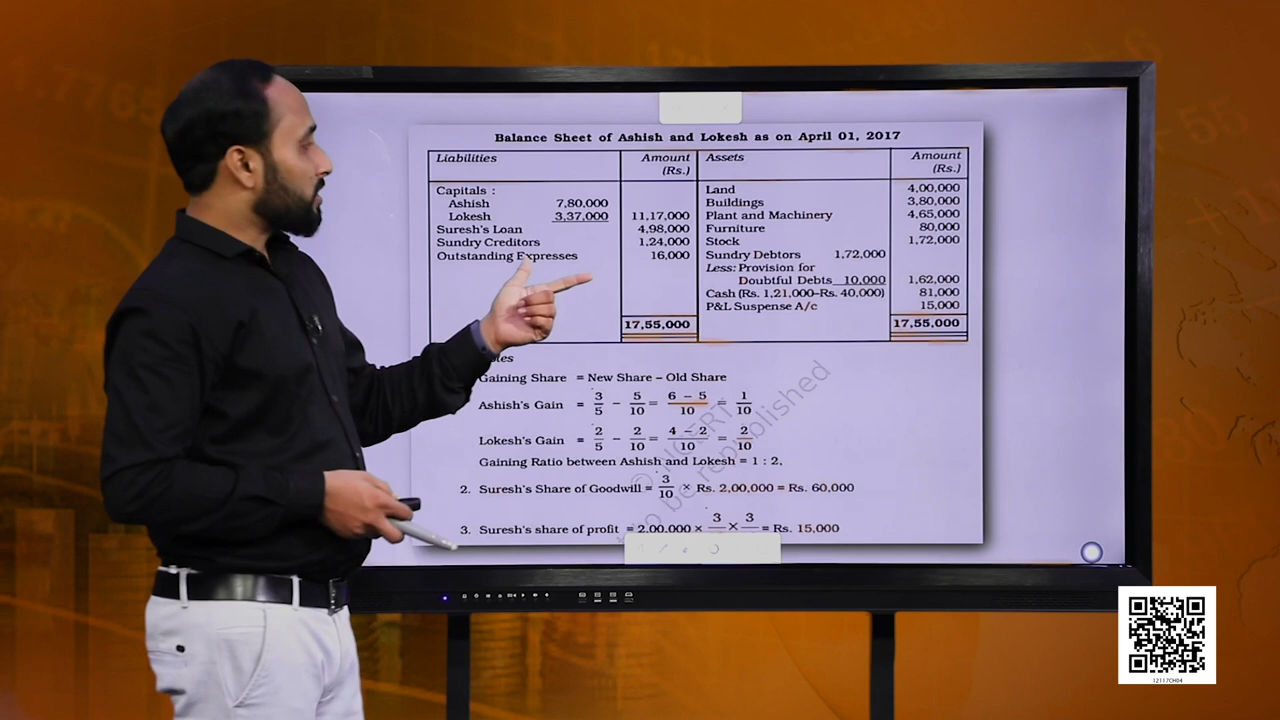 Balance Sheet of Ashish and Lokesh as on April 01, 2017
Liabilities Amount (Rs.) Assets Amount (Rs.)
Capitals : Land 4,00,000
Ashish 7,80,000 Buildings 3,80,000
Lokesh 3,37,000 11,17,000 Plant and Machinery 4,65,000
Suresh's Loan 4,98,000 Furniture 80,000
Sundry Creditors 1,24,000 Stock 1,72,000
Outstanding Expresses 16,000 Sundry Debtors 1,72,000
Less: Provision for
Doubtful Debts 10,000 1,62,000
Cash (Rs. 1,21,000–Rs. 40,000) 81,000
P&L Suspense A/c 15,000
17,55,000 17,55,000
Gaining Share = New Share – Old Share
Ashish's Gain = 3/5 – 5/10 = 6 – 5/10 = 1/10
Lokesh's Gain = 2/5 – 2/10 = 4 – 2/10 = 2/10
Gaining Ratio between Ashish and Lokesh = 1 : 2,
2. Suresh's Share of Goodwill = 3/10 × Rs. 2,00,000 = Rs. 60,000
3. Suresh's share of profit = 2,00,000 × 3 × 3 = Rs. 15,000
© NCERT
to be republished
12117CH04